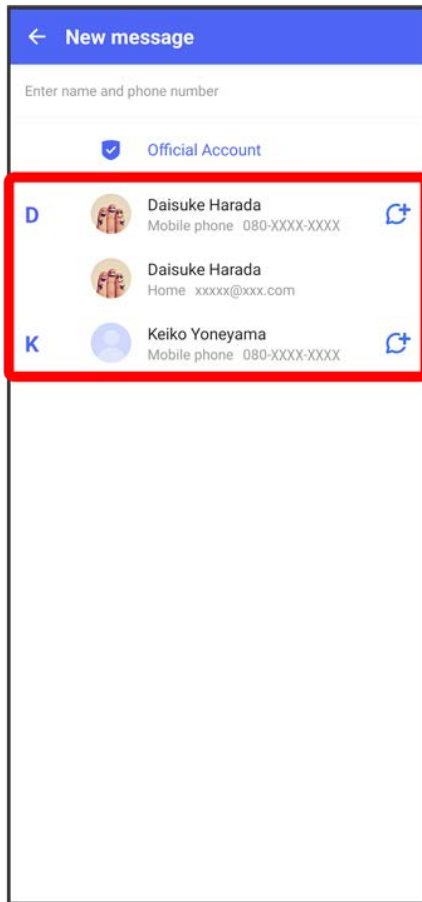 New message
Enter name and phone number
Official Account
D
Daisuke Harada
Mobile phone 080-XXXX-XXXX
Daisuke Harada
Home xxxxx@xxx.com
K
Keiko Yoneyama
Mobile phone 080-XXXX-XXXX